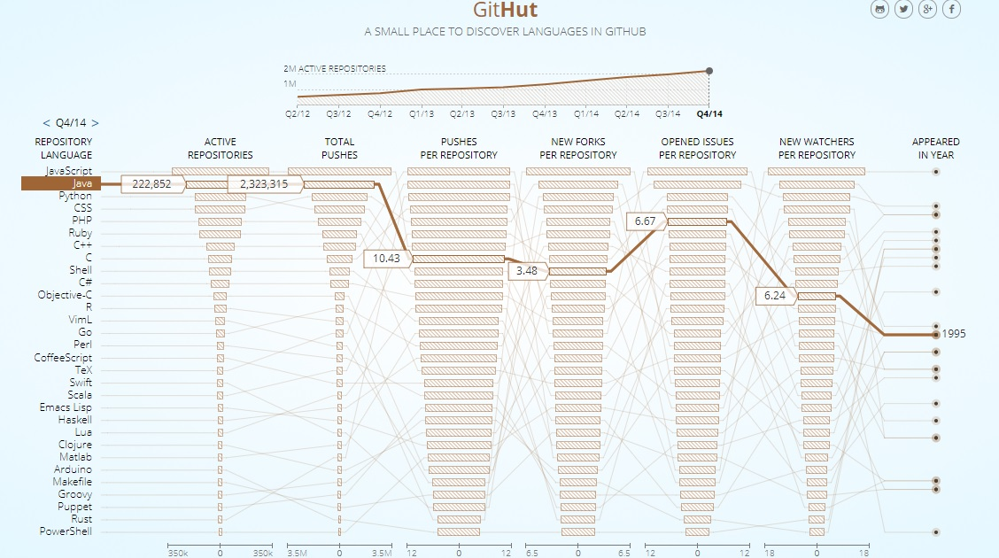 GitHut
A SMALL PLACE TO DISCOVER LANGUAGES IN GITHUB
2M ACTIVE REPOSITORIES
1M
Q2/12 Q3/12 Q4/12 Q1/13 Q2/13 Q3/13 Q4/13 Q1/14 Q2/14 Q3/14 Q4/14
< Q4/14 >
REPOSITORY LANGUAGE
ACTIVE REPOSITORIES
TOTAL PUSHES
PUSHES PER REPOSITORY
NEW FORKS PER REPOSITORY
OPENED ISSUES PER REPOSITORY
NEW WATCHERS PER REPOSITORY
APPEARED IN YEAR
JavaScript
Java 222,852 2,323,315
Python
CSS
PHP 6.67
Ruby
C++
C 10.43
Shell 3.48
C#
Objective-C 6.24
R
VimL
Go 1995
Perl
CoffeeScript
TeX
Swift
Scala
Emacs Lisp
Haskell
Lua
Clojure
Matlab
Arduino
Makefile
Groovy
Puppet
Rust
PowerShell
350k 0 350k 3.5M 0 3.5M 12 0 12 6.5 0 6.5 12 0 12 18 0 18